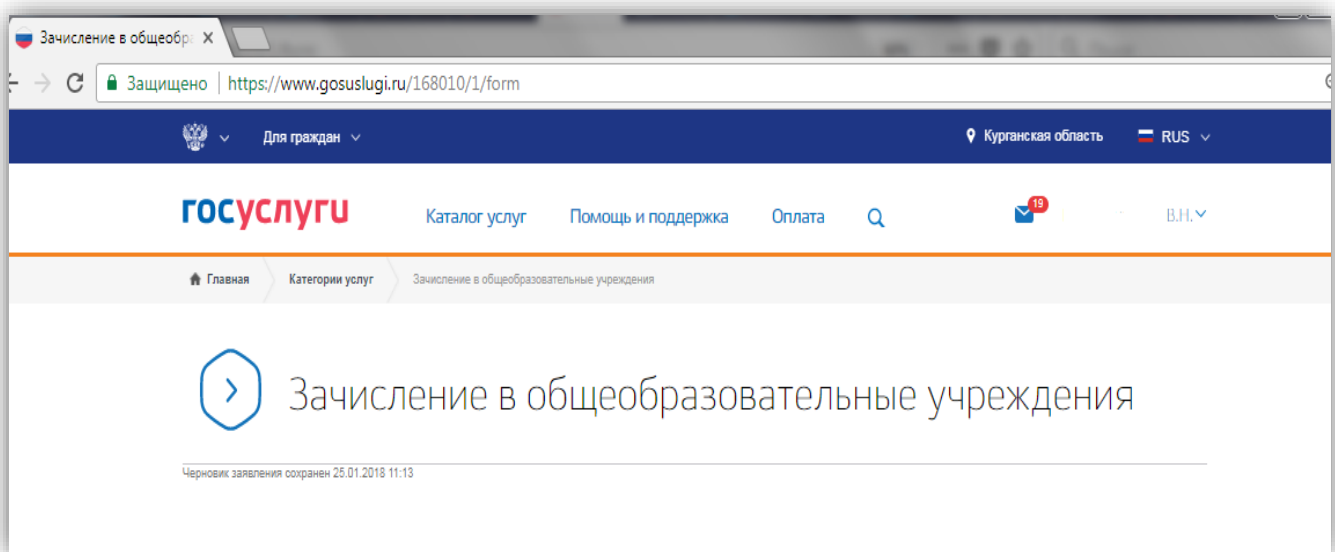 Зачисление в общеобра
Защищено | https://www.gosuslugi.ru/168010/1/form
Для граждан
Курганская область
RUS
госуслуги
Каталог услуг
Помощь и поддержка
Оплата
19
В.Н.
Главная
Категории услуг
Зачисление в общеобразовательные учреждения
Зачисление в общеобразовательные учреждения
Черновик заявления сохранен 25.01.2018 11:13